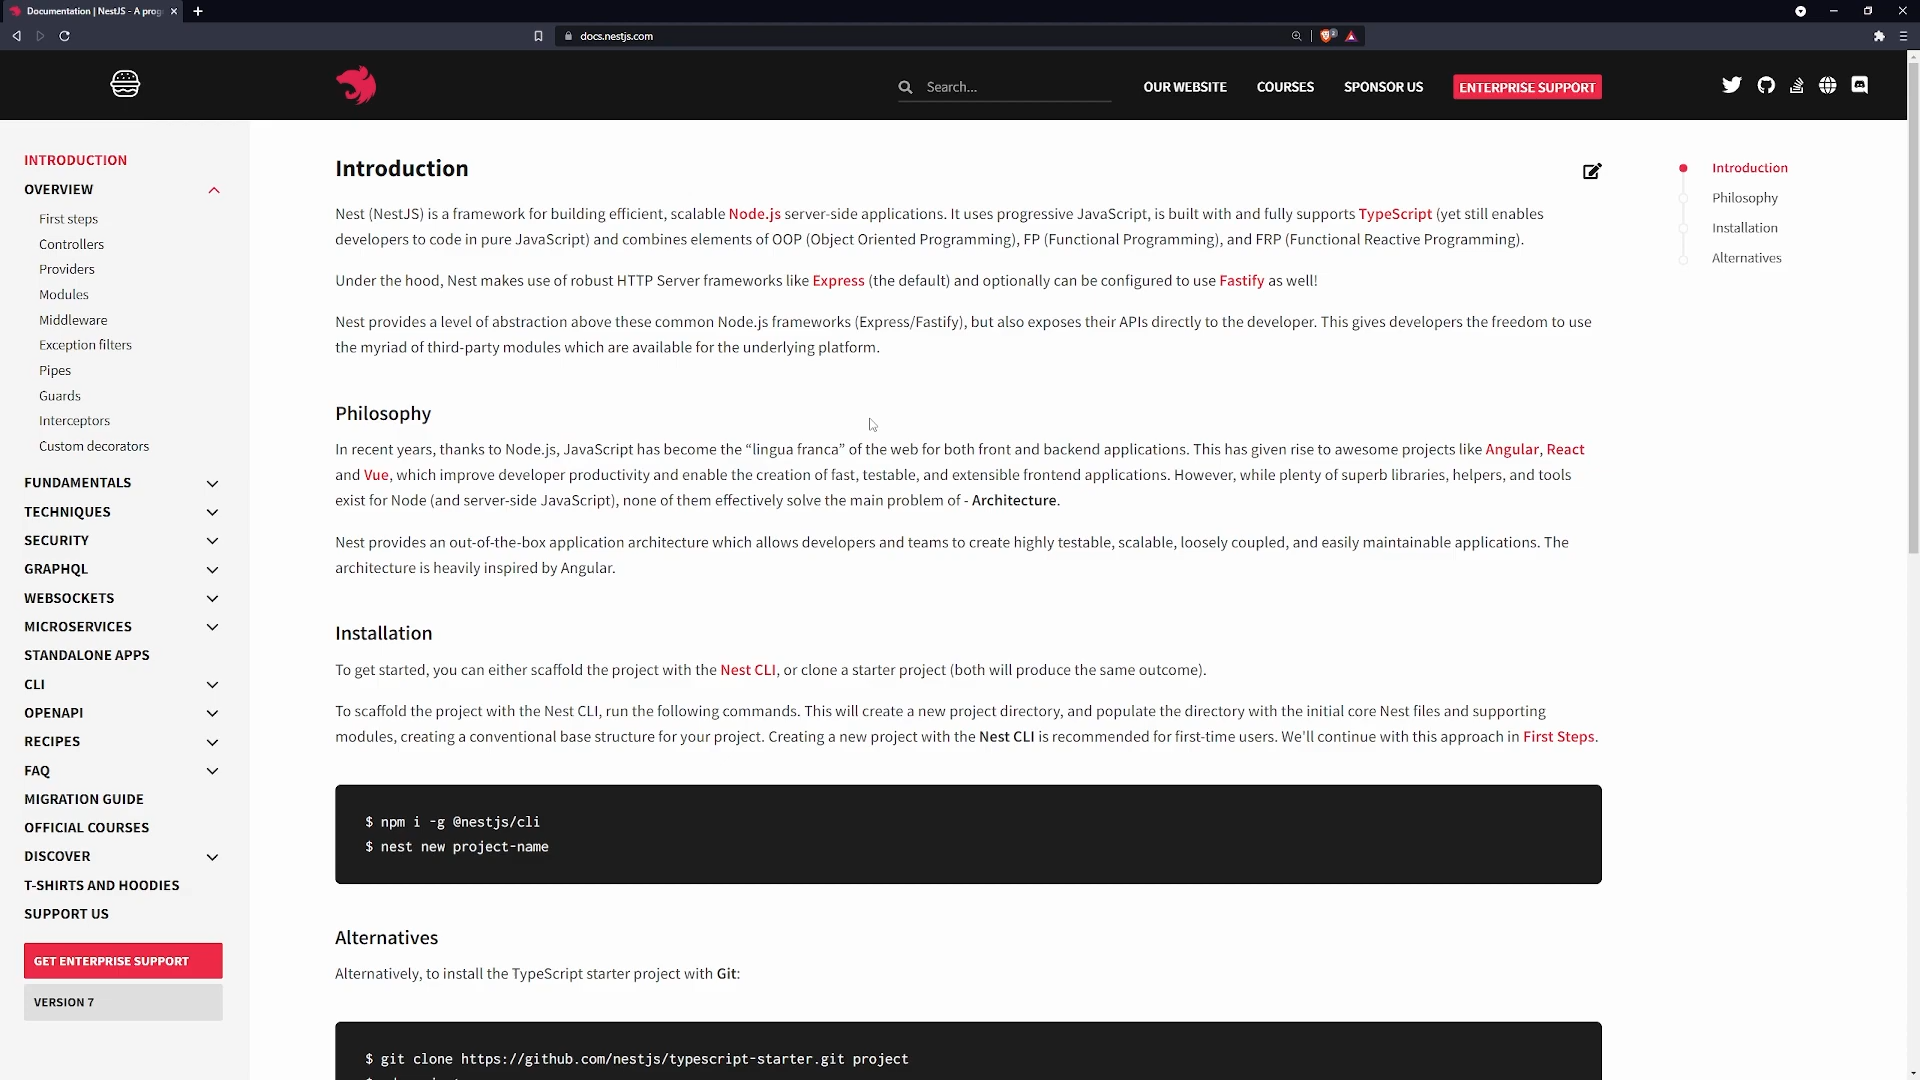 Documentation | NestJS - A prog
docs.nestjs.com
Search...
OUR WEBSITE
COURSES
SPONSOR US
ENTERPRISE SUPPORT
INTRODUCTION
OVERVIEW
First steps
Controllers
Providers
Modules
Middleware
Exception filters
Pipes
Guards
Interceptors
Custom decorators
FUNDAMENTALS
TECHNIQUES
SECURITY
GRAPHQL
WEBSOCKETS
MICROSERVICES
STANDALONE APPS
CLI
OPENAPI
RECIPES
FAQ
MIGRATION GUIDE
OFFICIAL COURSES
DISCOVER
T-SHIRTS AND HOODIES
SUPPORT US
GET ENTERPRISE SUPPORT
VERSION 7
Introduction
Nest (NestJS) is a framework for building efficient, scalable Node.js server-side applications. It uses progressive JavaScript, is built with and fully supports TypeScript (yet still enables
developers to code in pure JavaScript) and combines elements of OOP (Object Oriented Programming), FP (Functional Programming), and FRP (Functional Reactive Programming).
Under the hood, Nest makes use of robust HTTP Server frameworks like Express (the default) and optionally can be configured to use Fastify as well!
Nest provides a level of abstraction above these common Node.js frameworks (Express/Fastify), but also exposes their APIs directly to the developer. This gives developers the freedom to use
the myriad of third-party modules which are available for the underlying platform.
Philosophy
In recent years, thanks to Node.js, JavaScript has become the “lingua franca” of the web for both front and backend applications. This has given rise to awesome projects like Angular, React
and Vue, which improve developer productivity and enable the creation of fast, testable, and extensible frontend applications. However, while plenty of superb libraries, helpers, and tools
exist for Node (and server-side JavaScript), none of them effectively solve the main problem of - Architecture.
Nest provides an out-of-the-box application architecture which allows developers and teams to create highly testable, scalable, loosely coupled, and easily maintainable applications. The
architecture is heavily inspired by Angular.
Installation
To get started, you can either scaffold the project with the Nest CLI, or clone a starter project (both will produce the same outcome).
To scaffold the project with the Nest CLI, run the following commands. This will create a new project directory, and populate the directory with the initial core Nest files and supporting
modules, creating a conventional base structure for your project. Creating a new project with the Nest CLI is recommended for first-time users. We'll continue with this approach in First Steps.
$ npm i -g @nestjs/cli
$ nest new project-name
Alternatives
Alternatively, to install the TypeScript starter project with Git:
$ git clone https://github.com/nestjs/typescript-starter.git project
Introduction
Philosophy
Installation
Alternatives